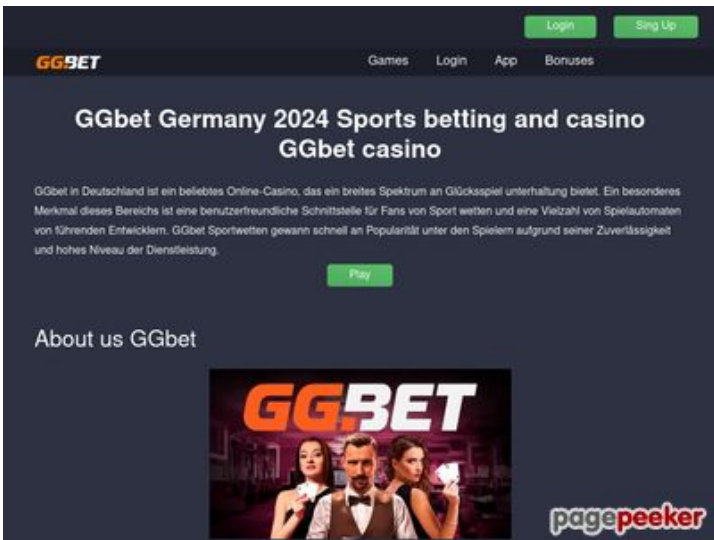 Login Sing Up
GG.BET Games Login App Bonuses
GGbet Germany 2024 Sports betting and casino
GGbet casino
GGbet in Deutschland ist ein beliebtes Online-Casino, das ein breites Spektrum an Glücksspiel unterhaltung bietet. Ein besonderes
Merkmal dieses Bereichs ist eine benutzerfreundliche Schnittstelle für Fans von Sport wetten und eine Vielzahl von Spielautomaten
von führenden Entwicklern. GGbet Sportwetten gewann schnell an Popularität unter den Spielern aufgrund seiner Zuverlässigkeit
und hohes Niveau der Dienstleistung.
Play
About us GGbet
GG.BET
pagepeeker